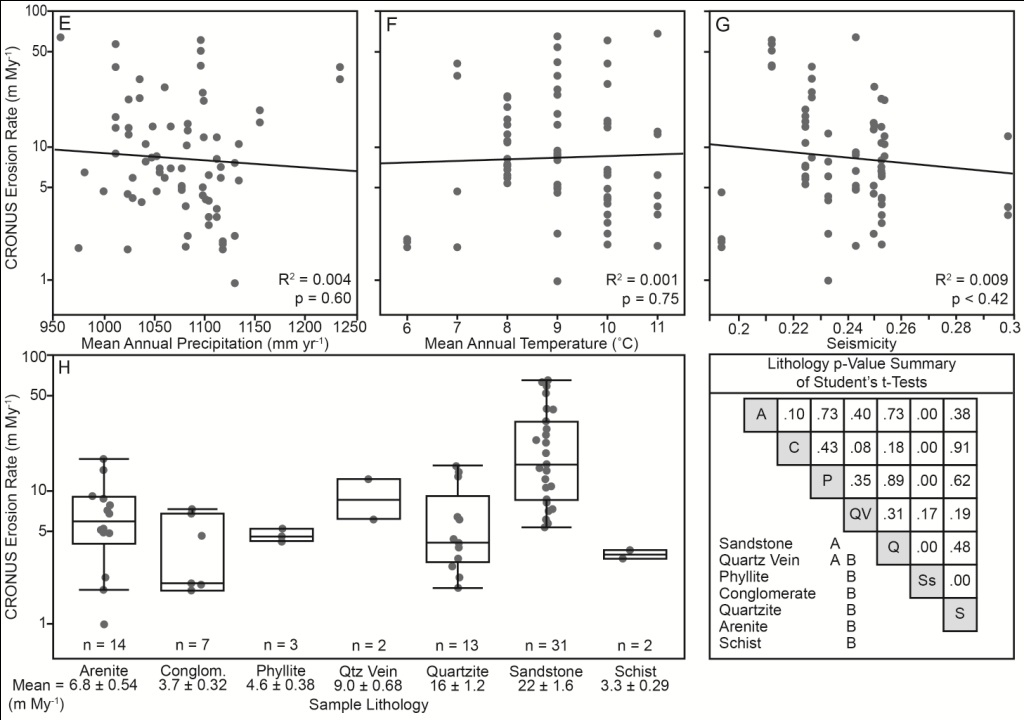 E
F
G
CRONUS Erosion Rate (m My⁻¹)
100
50
10
5
1
R² = 0.004
p = 0.60
R² = 0.001
p = 0.75
R² = 0.009
p < 0.42
950 1000 1050 1100 1150 1200 1250
Mean Annual Precipitation (mm yr⁻¹)
6 7 8 9 10 11
Mean Annual Temperature (˚C)
0.2 0.22 0.24 0.26 0.28 0.3
Seismicity
H
CRONUS Erosion Rate (m My⁻¹)
100
50
10
5
1
n = 14 n = 7 n = 3 n = 2 n = 13 n = 31 n = 2
Arenite Conglom. Phyllite Qtz Vein Quartzite Sandstone Schist
Mean = 6.8 ± 0.54 3.7 ± 0.32 4.6 ± 0.38 9.0 ± 0.68 16 ± 1.2 22 ± 1.6 3.3 ± 0.29
(m My⁻¹)
Sample Lithology
Lithology p-Value Summary
of Student's t-Tests
A .10 .73 .40 .73 .00 .38
C .43 .08 .18 .00 .91
P .35 .89 .00 .62
QV .31 .17 .19
Q .00 .48
Ss .00
S
Sandstone A
Quartz Vein A B
Phyllite B
Conglomerate B
Quartzite B
Arenite B
Schist B